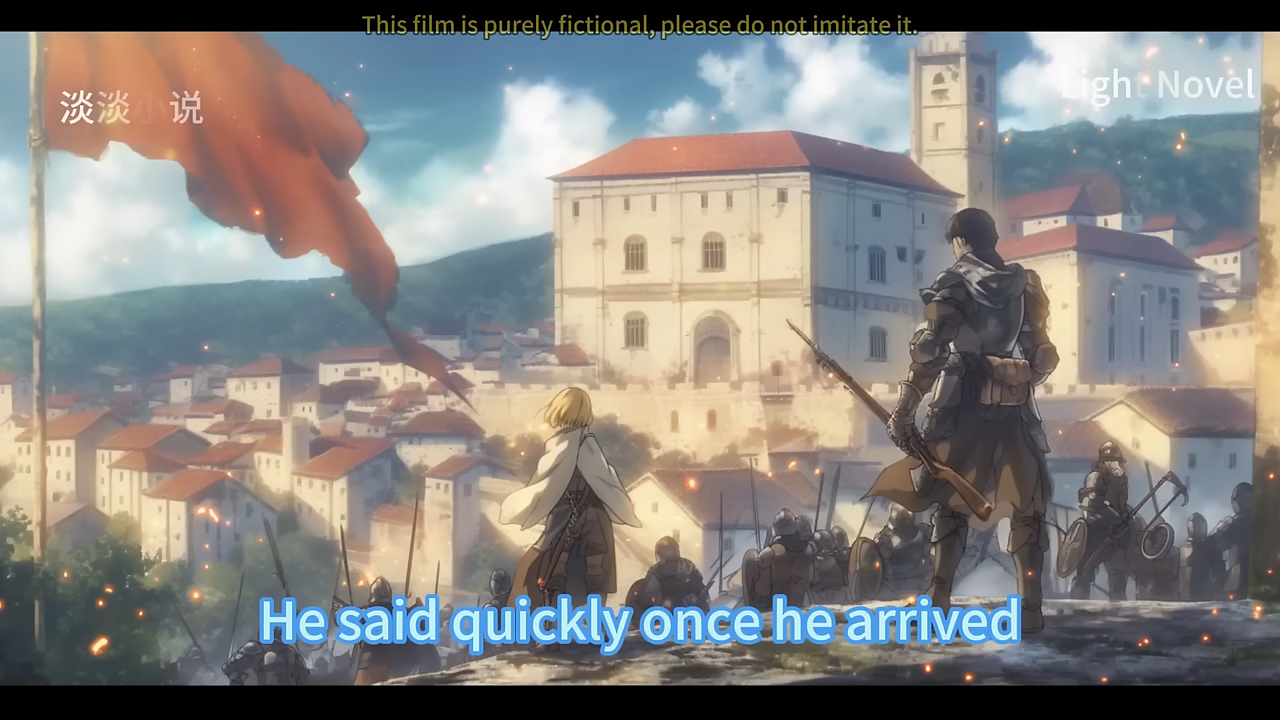 This film is purely fictional, please do not imitate it.
淡淡小说
Light Novel
He said quickly once he arrived